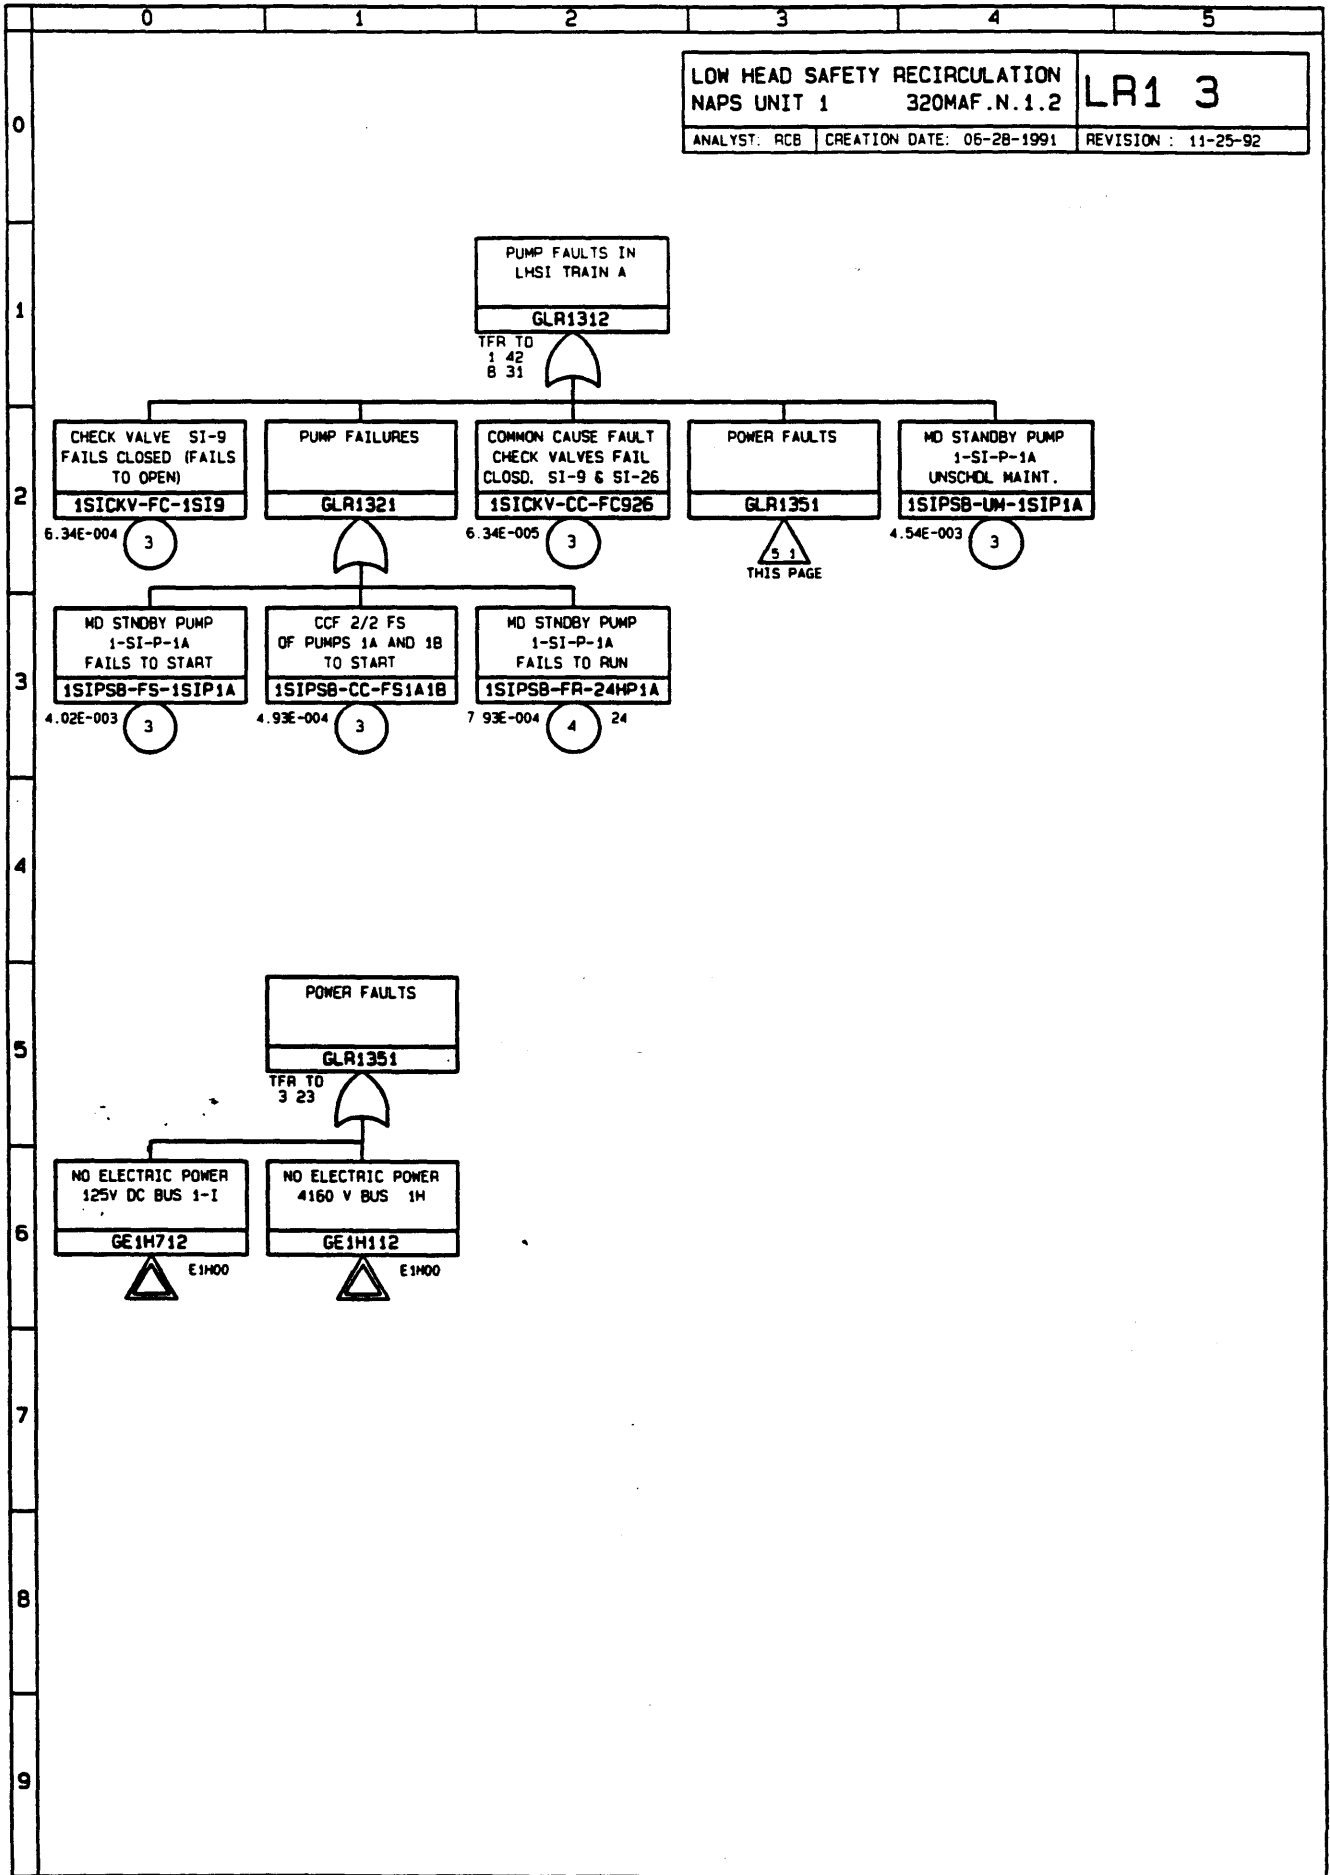 0 1 2 3 4 5
LOW HEAD SAFETY RECIRCULATION
NAPS UNIT 1 320MAF.N.1.2
LR1 3
ANALYST: RCB CREATION DATE: 06-28-1991 REVISION : 11-25-92
0
PUMP FAULTS IN
LHSI TRAIN A
GLR1312
TFR TO
1 42
8 31
1
CHECK VALVE SI-9
FAILS CLOSED (FAILS
TO OPEN)
1SICKV-FC-1SI9
6.34E-004
3
PUMP FAILURES
GLR1321
COMMON CAUSE FAULT
CHECK VALVES FAIL
CLOSD. SI-9 & SI-26
1SICKV-CC-FC926
6.34E-005
3
POWER FAULTS
GLR1351
5 1
THIS PAGE
MD STANDBY PUMP
1-SI-P-1A
UNSCHDL MAINT.
1SIPSB-UM-1SIP1A
4.54E-003
3
2
MD STNDBY PUMP
1-SI-P-1A
FAILS TO START
1SIPSB-FS-1SIP1A
4.02E-003
3
CCF 2/2 FS
OF PUMPS 1A AND 1B
TO START
1SIPSB-CC-FS1A1B
4.93E-004
3
MD STNDBY PUMP
1-SI-P-1A
FAILS TO RUN
1SIPSB-FR-24HP1A
7 93E-004
4
24
3
4
POWER FAULTS
GLR1351
TFR TO
3 23
5
NO ELECTRIC POWER
125V DC BUS 1-I
GE1H712
E1H00
NO ELECTRIC POWER
4160 V BUS 1H
GE1H112
E1H00
6
7
8
9